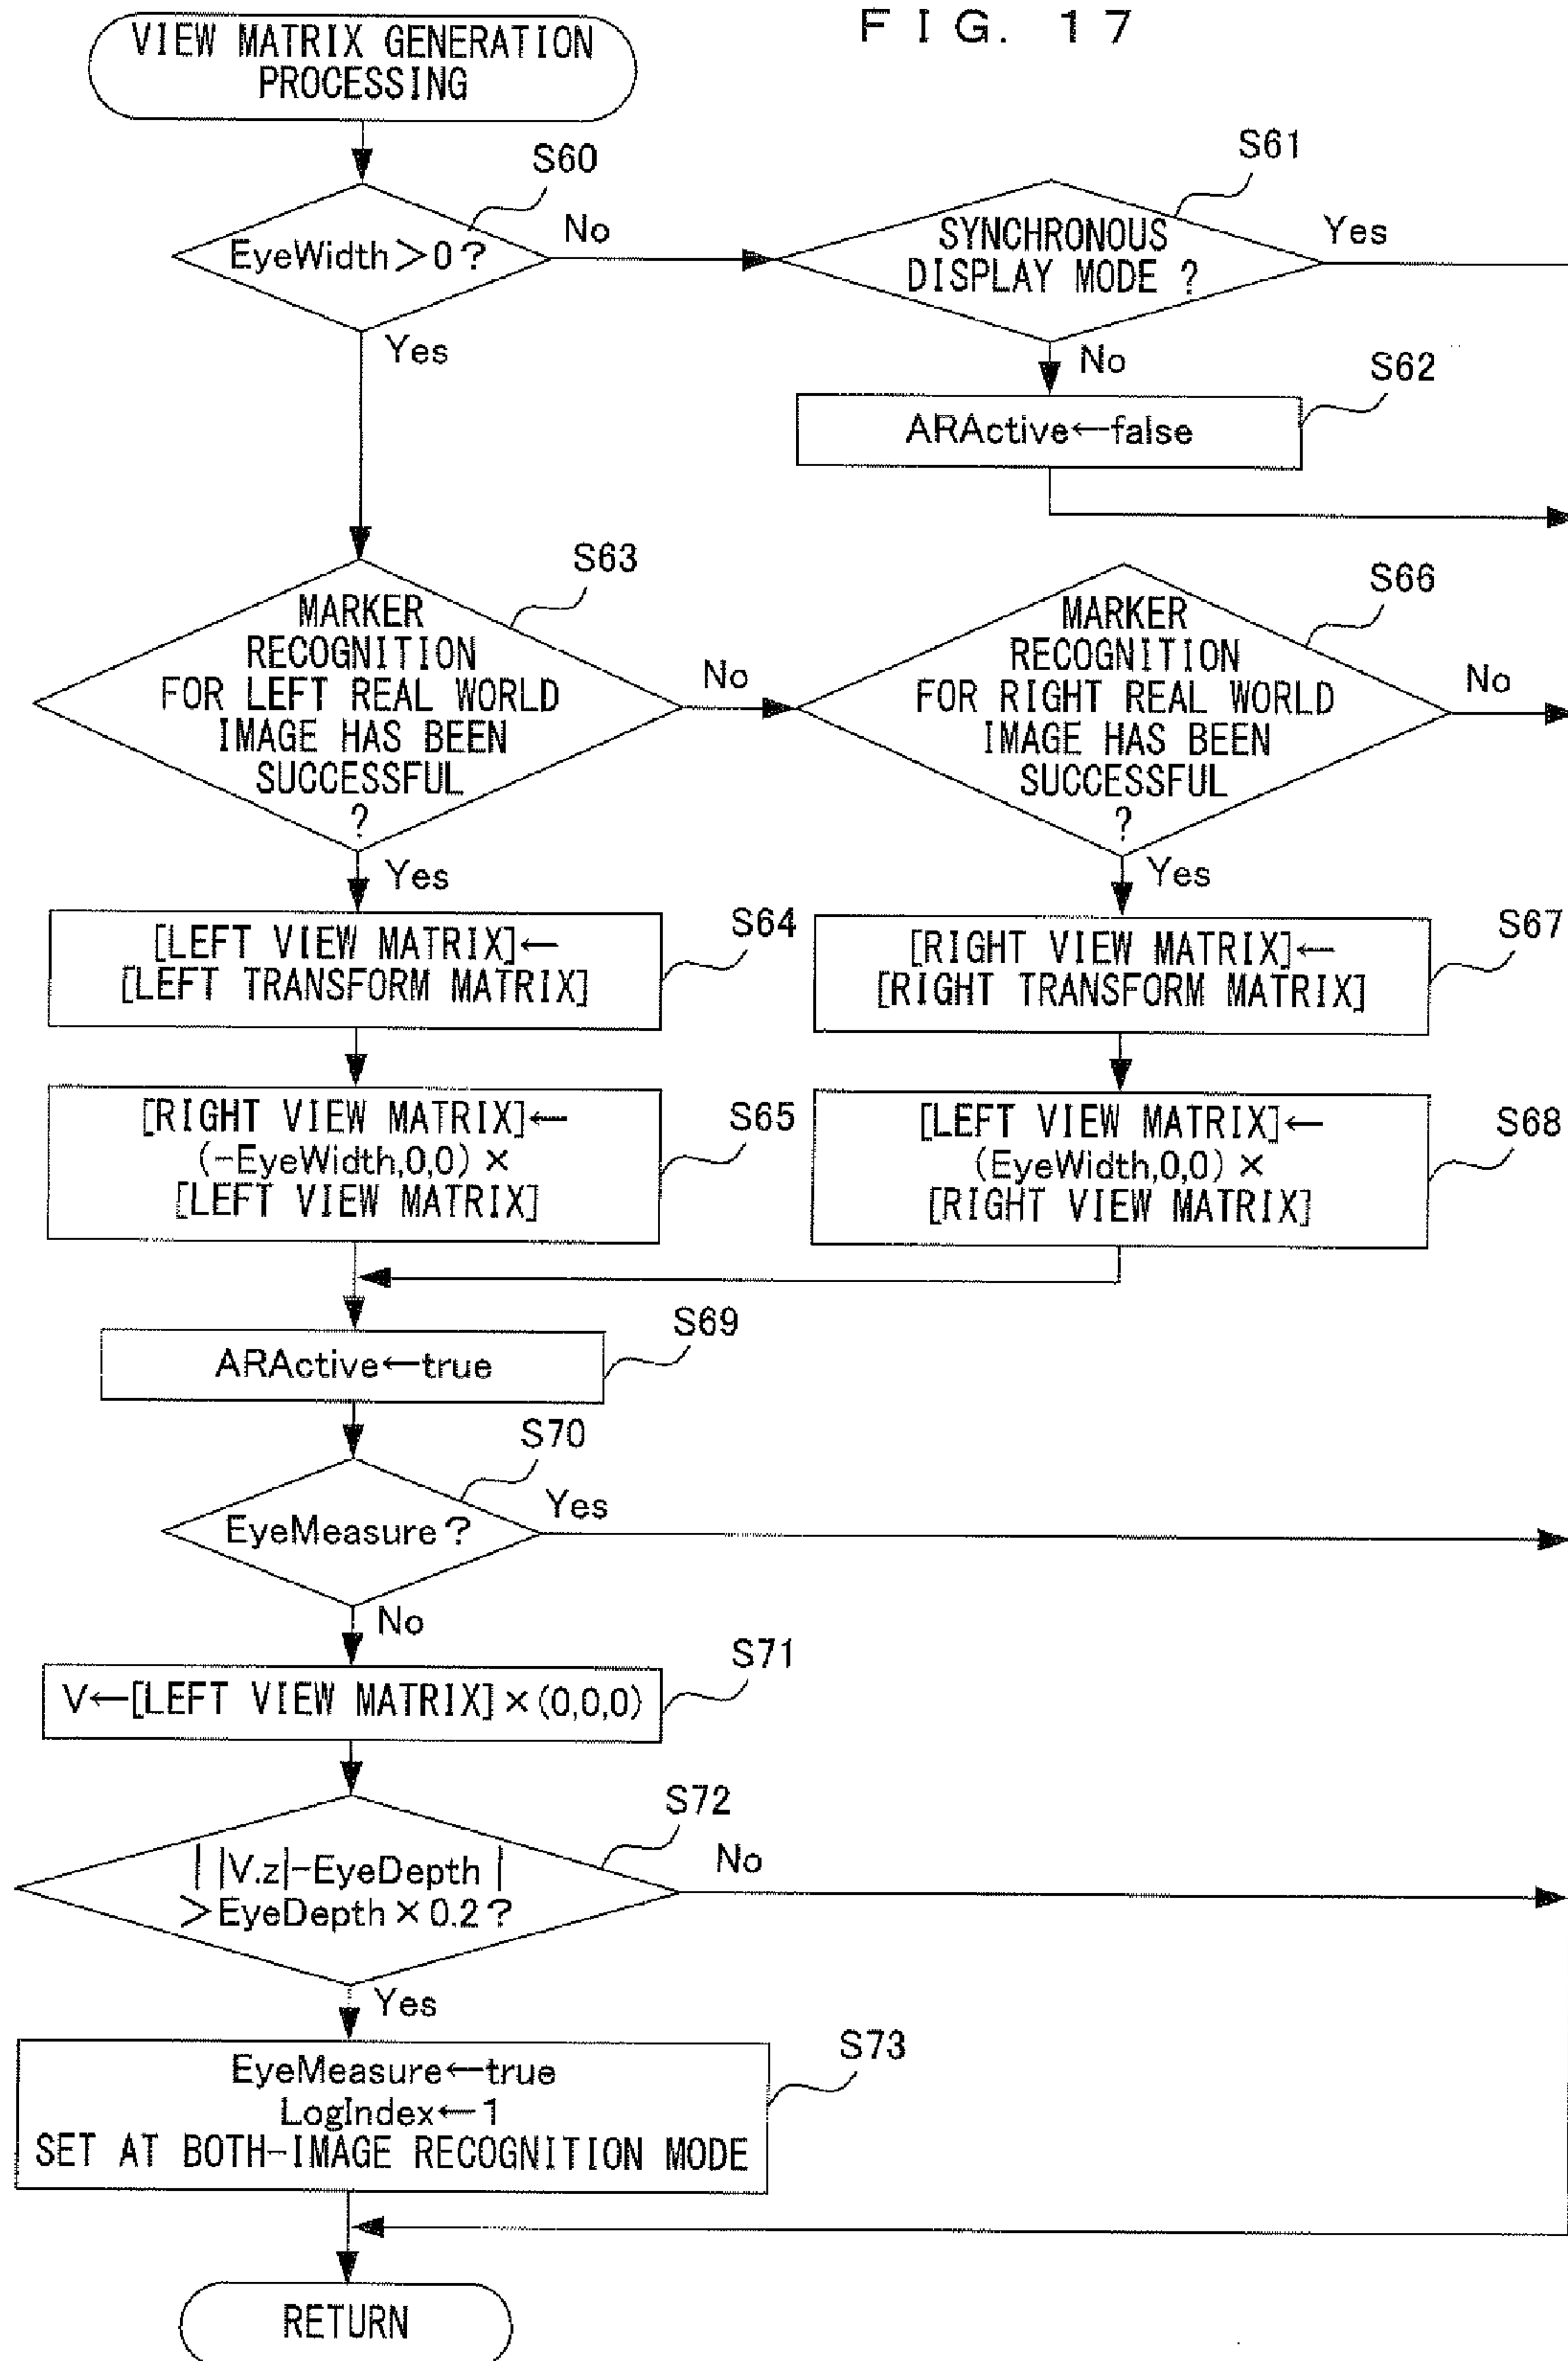 FIG. 17
VIEW MATRIX GENERATION
PROCESSING
S60
EyeWidth>0?
No
Yes
S61
SYNCHRONOUS
DISPLAY MODE ?
Yes
No
S62
ARActive←false
S63
MARKER
RECOGNITION
FOR LEFT REAL WORLD
IMAGE HAS BEEN
SUCCESSFUL
?
No
Yes
S66
MARKER
RECOGNITION
FOR RIGHT REAL WORLD
IMAGE HAS BEEN
SUCCESSFUL
?
No
Yes
S64
[LEFT VIEW MATRIX]←
[LEFT TRANSFORM MATRIX]
S67
[RIGHT VIEW MATRIX]←
[RIGHT TRANSFORM MATRIX]
S65
[RIGHT VIEW MATRIX]←
(-EyeWidth,0,0)×
[LEFT VIEW MATRIX]
S68
[LEFT VIEW MATRIX]←
(EyeWidth,0,0)×
[RIGHT VIEW MATRIX]
S69
ARActive←true
S70
EyeMeasure?
Yes
No
S71
V←[LEFT VIEW MATRIX]×(0,0,0)
S72
| |V.z|-EyeDepth |
>EyeDepth×0.2?
No
Yes
S73
EyeMeasure←true
LogIndex←1
SET AT BOTH-IMAGE RECOGNITION MODE
RETURN